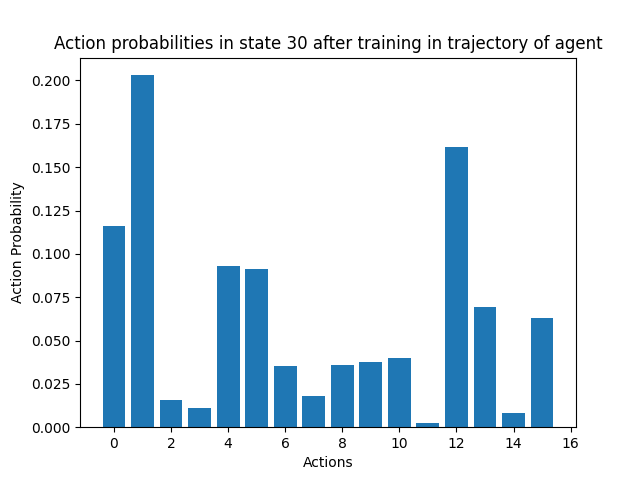 Action probabilities in state 30 after training in trajectory of agent
0.200
0.175
0.150
0.125
0.100
0.075
0.050
0.025
0.000
Action Probability
0 2 4 6 8 10 12 14 16
Actions